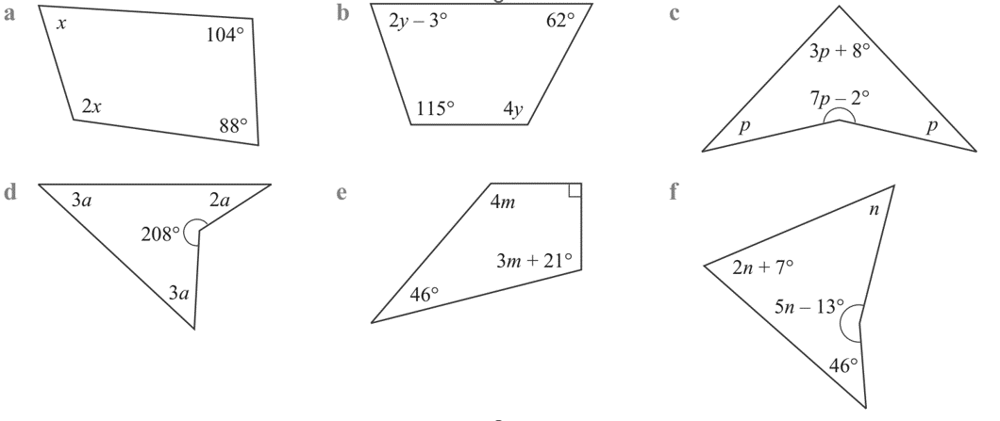 a
x
104°
2x
88°
b
2y – 3°
62°
115°
4y
c
3p + 8°
7p – 2°
p
p
d
3a
2a
208°
3a
e
4m
3m + 21°
46°
f
n
2n + 7°
5n – 13°
46°